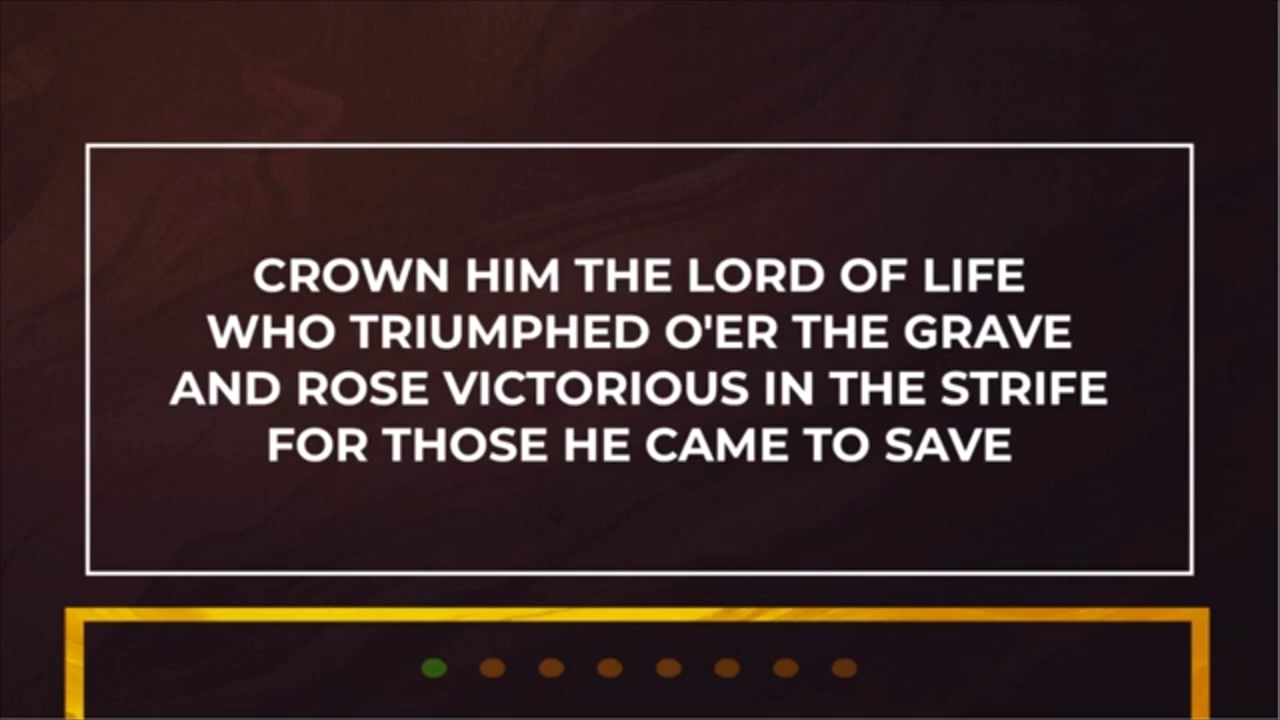 CROWN HIM THE LORD OF LIFE
WHO TRIUMPHED O'ER THE GRAVE
AND ROSE VICTORIOUS IN THE STRIFE
FOR THOSE HE CAME TO SAVE